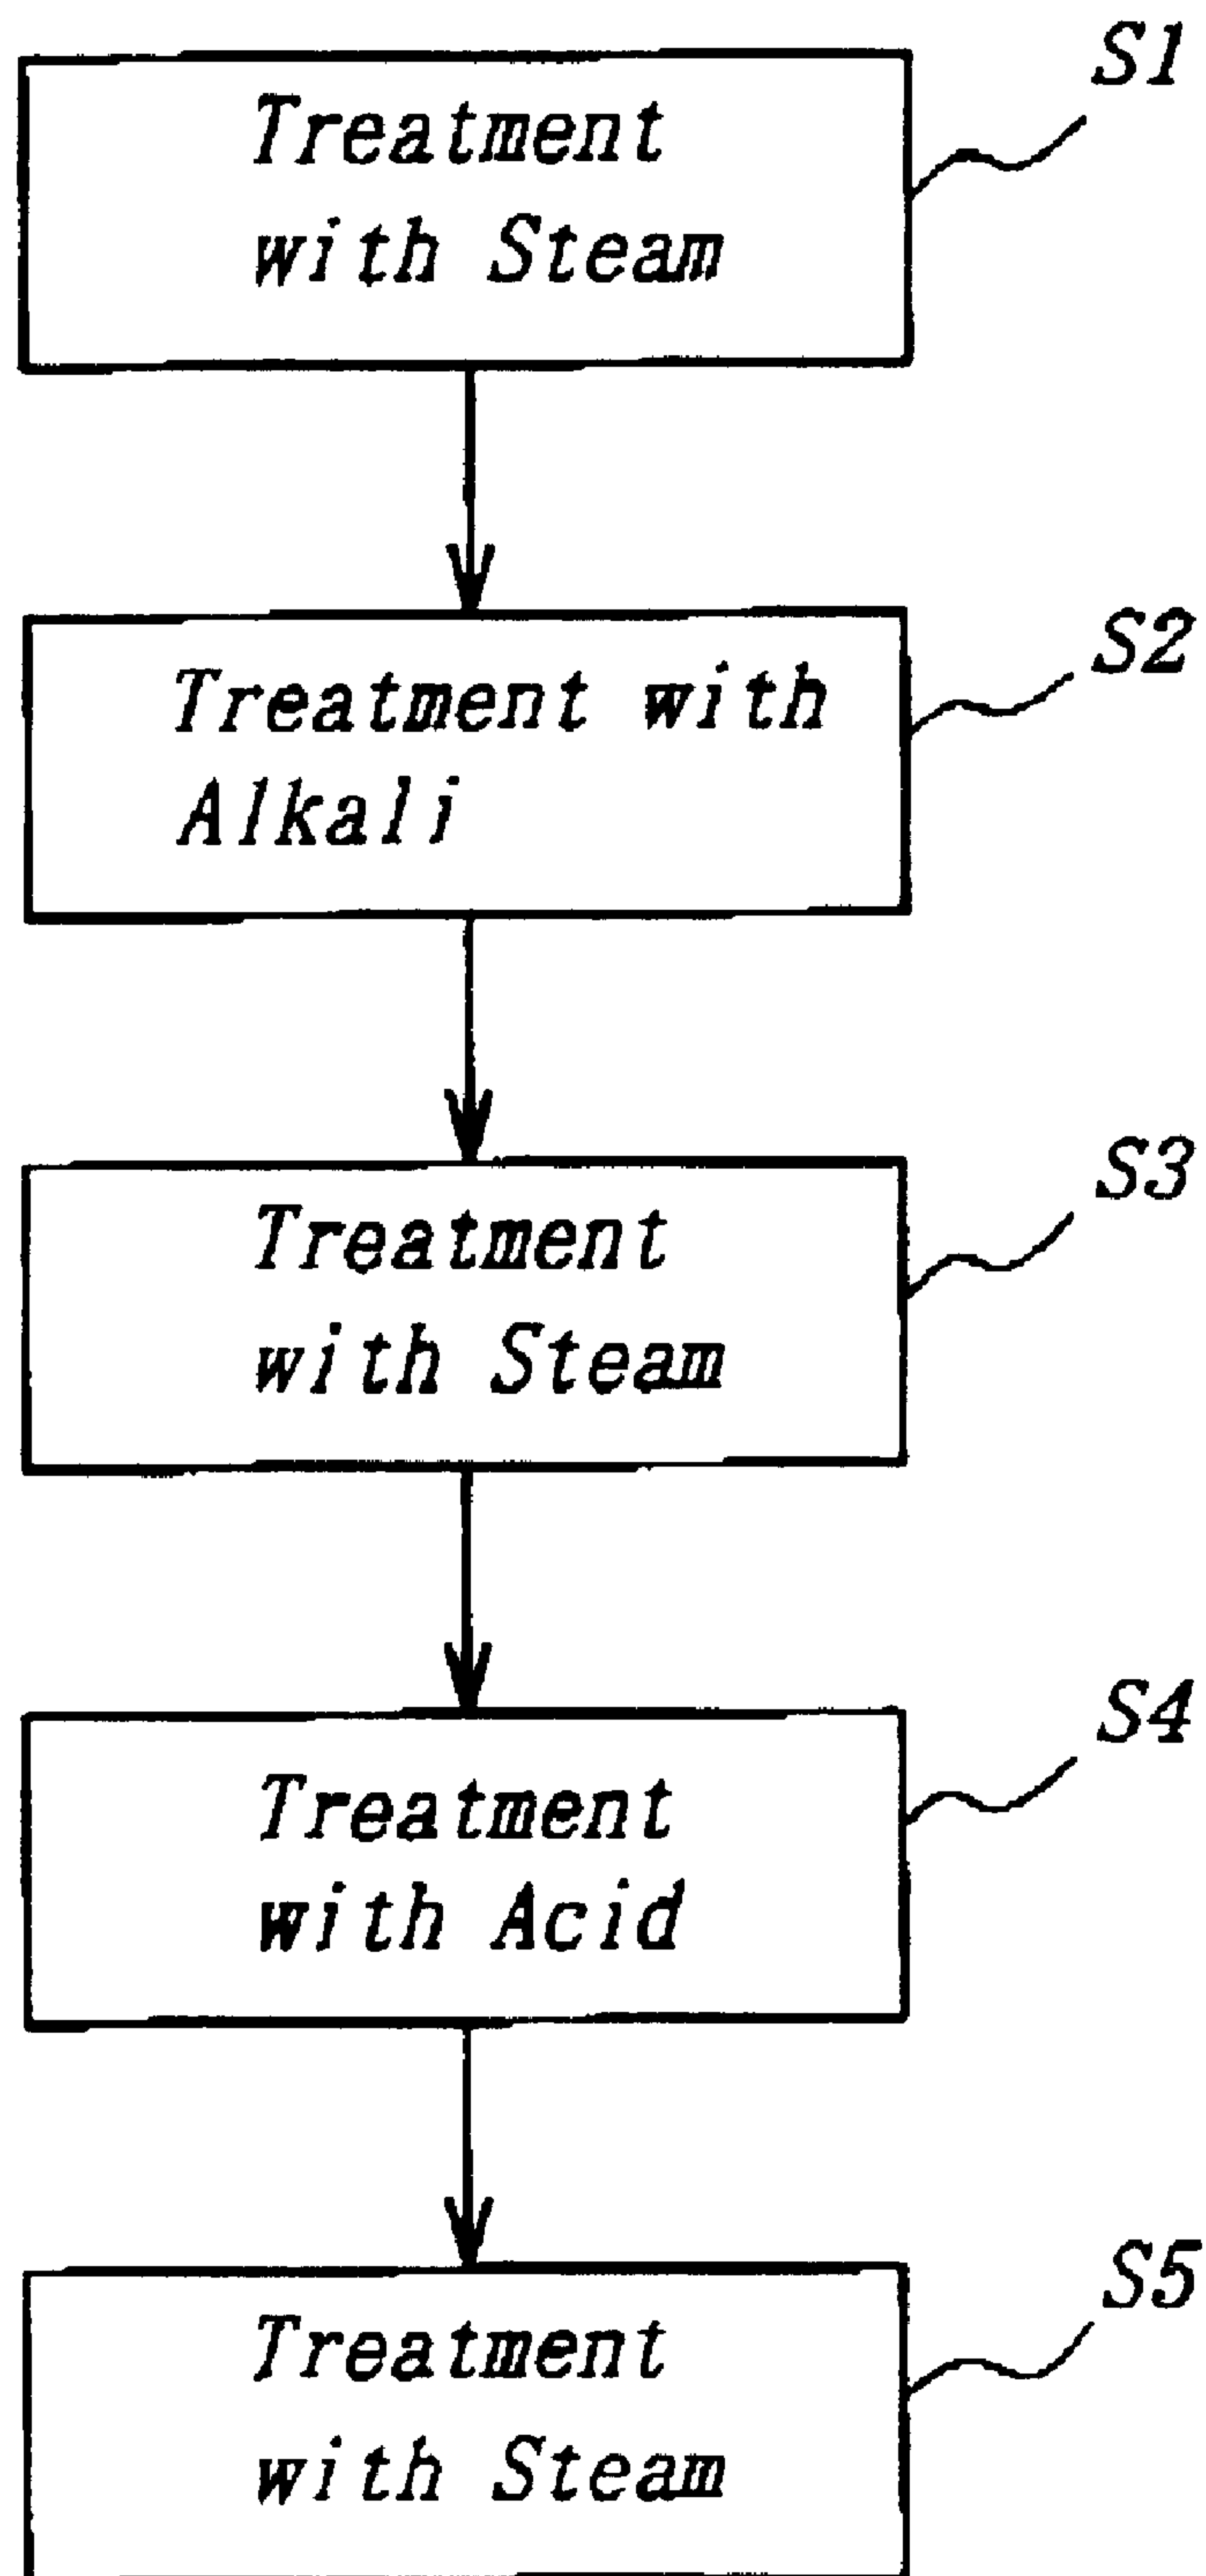 S1
Treatment
with Steam
S2
Treatment with
Alkali
S3
Treatment
with Steam
S4
Treatment
with Acid
S5
Treatment
with Steam